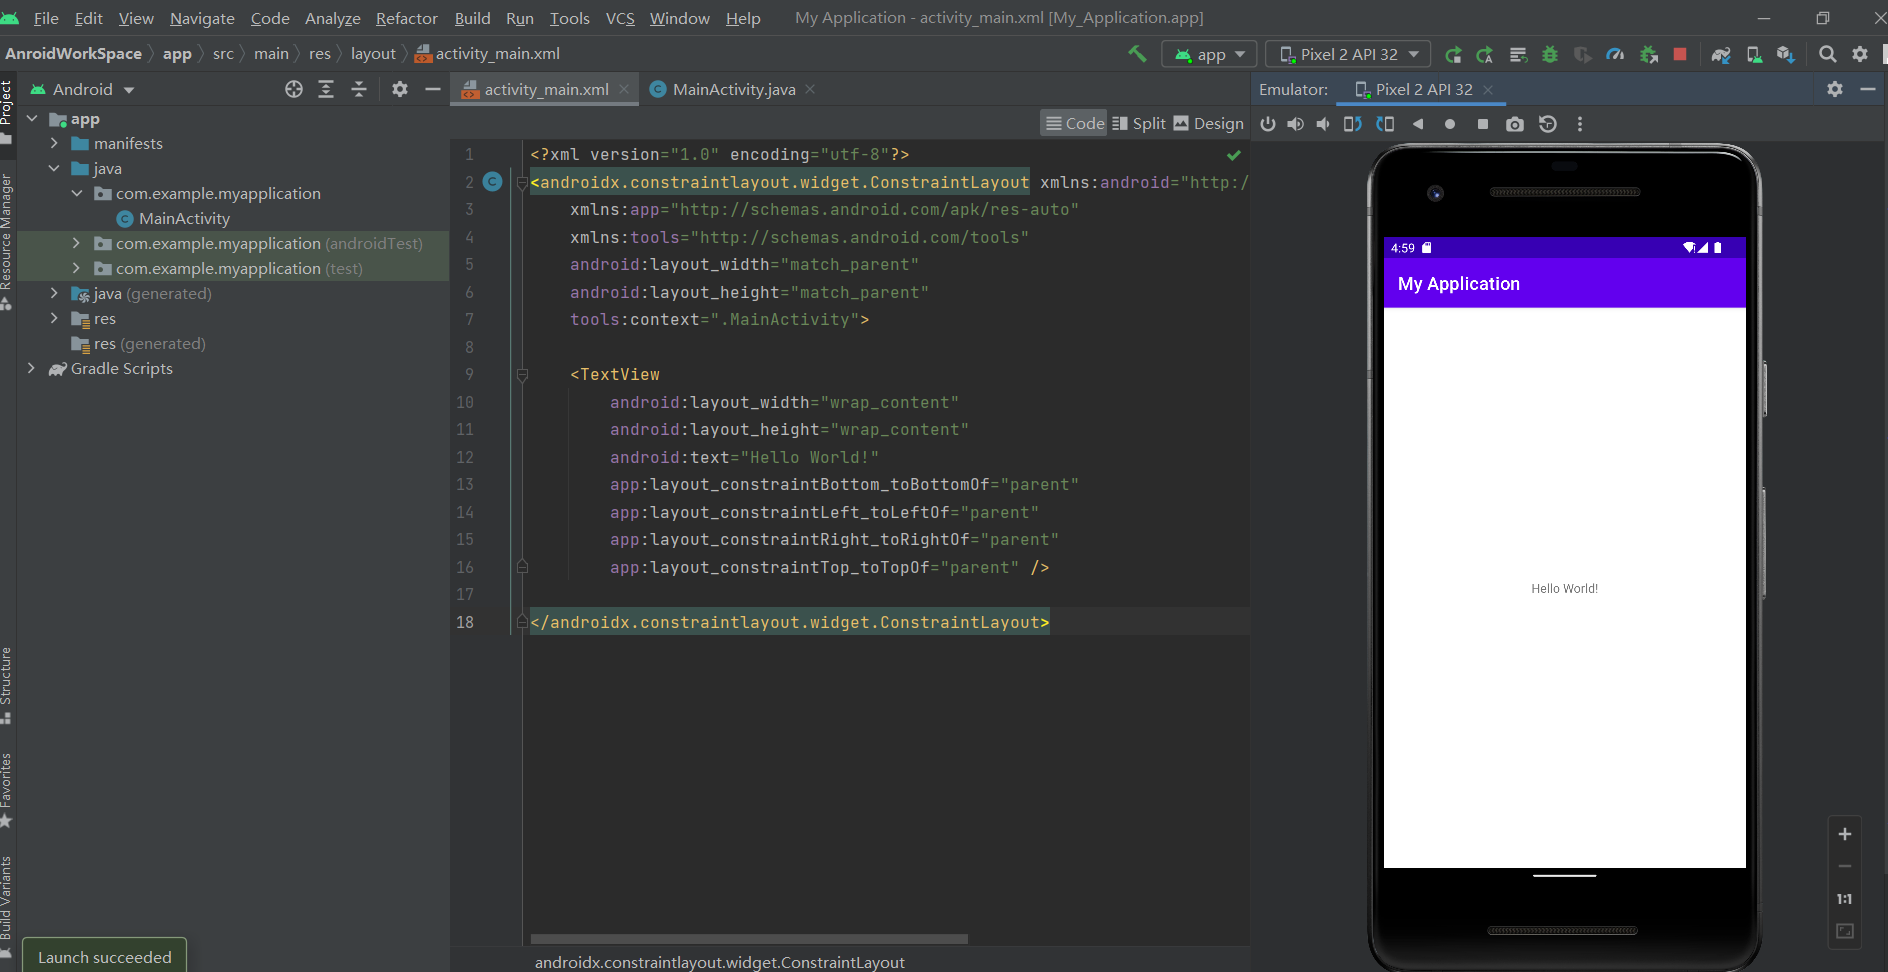 File Edit View Navigate Code Analyze Refactor Build Run Tools VCS Window Help My Application - activity_main.xml [My_Application.app]
AnroidWorkSpace app src main res layout activity_main.xml
app
Pixel 2 API 32
Project
Resource Manager
Structure
Favorites
Build Variants
Android
app
manifests
java
com.example.myapplication
MainActivity
com.example.myapplication (androidTest)
com.example.myapplication (test)
java (generated)
res
res (generated)
Gradle Scripts
activity_main.xml
MainActivity.java
Code Split Design
1 <?xml version="1.0" encoding="utf-8"?>
2 <androidx.constraintlayout.widget.ConstraintLayout xmlns:android="http:/
3 xmlns:app="http://schemas.android.com/apk/res-auto"
4 xmlns:tools="http://schemas.android.com/tools"
5 android:layout_width="match_parent"
6 android:layout_height="match_parent"
7 tools:context=".MainActivity">
8
9 <TextView
10 android:layout_width="wrap_content"
11 android:layout_height="wrap_content"
12 android:text="Hello World!"
13 app:layout_constraintBottom_toBottomOf="parent"
14 app:layout_constraintLeft_toLeftOf="parent"
15 app:layout_constraintRight_toRightOf="parent"
16 app:layout_constraintTop_toTopOf="parent" />
17
18 </androidx.constraintlayout.widget.ConstraintLayout>
androidx.constraintlayout.widget.ConstraintLayout
Emulator: Pixel 2 API 32
4:59
My Application
Hello World!
1:1
Launch succeeded